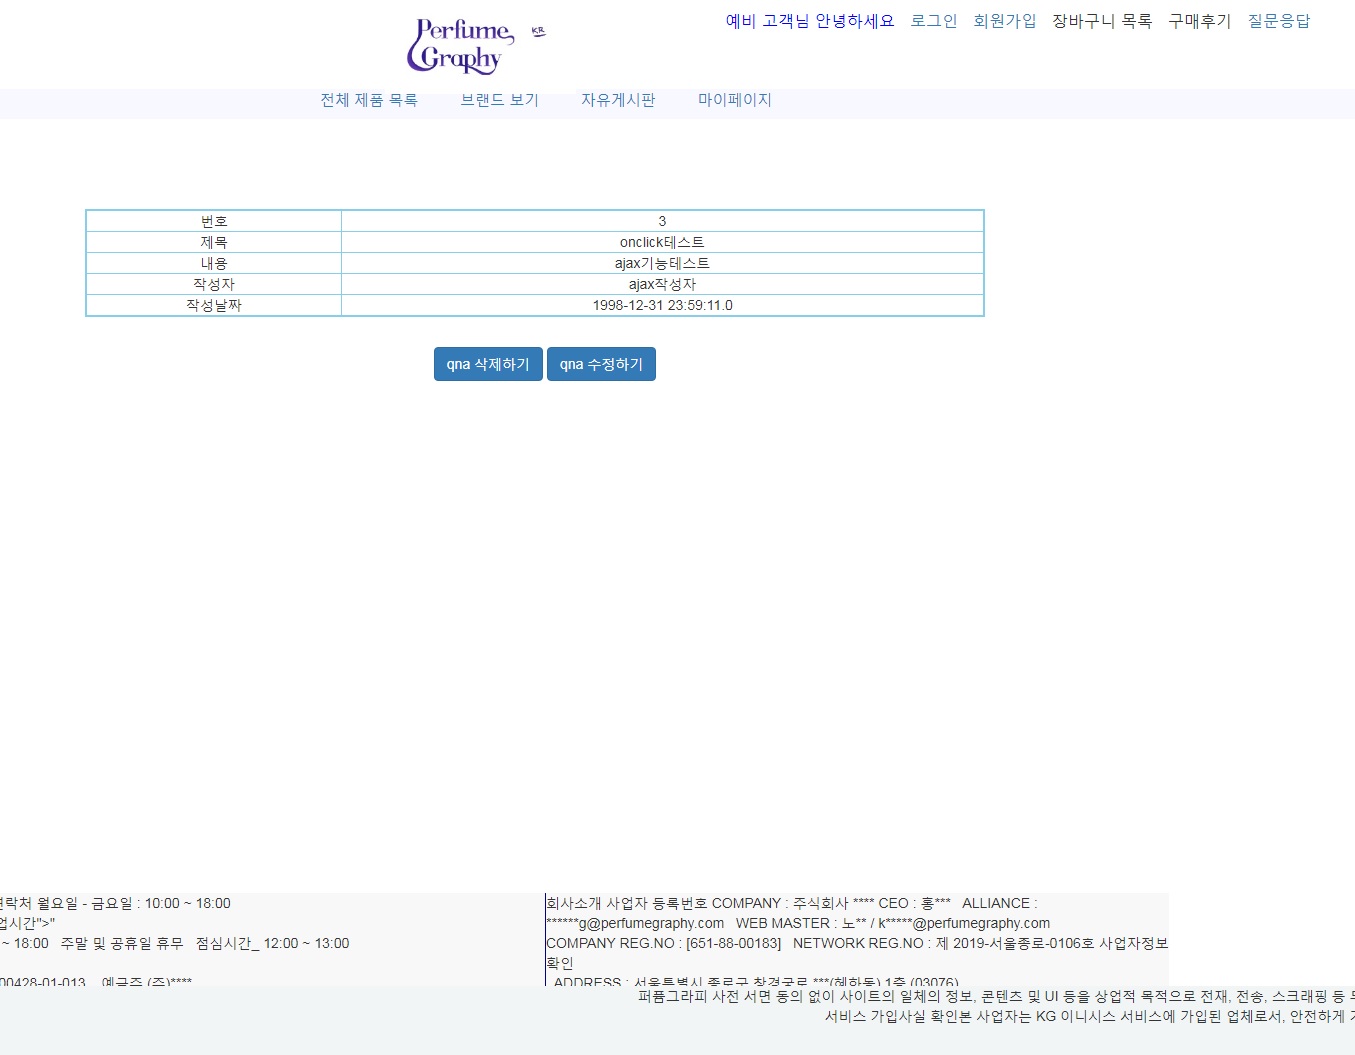 Perfume
Graphy
KR
예비 고객님 안녕하세요 로그인 회원가입 장바구니 목록 구매후기 질문응답
전체 제품 목록 브랜드 보기 자유게시판 마이페이지
번호 3
제목 onclick테스트
내용 ajax기능테스트
작성자 ajax작성자
작성날짜 1998-12-31 23:59:11.0
qna 삭제하기 qna 수정하기
월요일 - 금요일 : 10:00 ~ 18:00
업시간">"
~ 18:00 주말 및 공휴일 휴무 점심시간_ 12:00 ~ 13:00
00428-01-013 예금주 (주)****
회사소개 사업자 등록번호 COMPANY : 주식회사 **** CEO : 홍*** ALLIANCE :
******g@perfumegraphy.com WEB MASTER : 노** / k*****@perfumegraphy.com
COMPANY REG.NO : [651-88-00183] NETWORK REG.NO : 제 2019-서울종로-0106호 사업자정보
확인
ADDRESS : 서울특별시 종로구 창경궁로 ***(혜화동) 1층 (03076)
퍼퓸그라피 사전 서면 동의 없이 사이트의 일체의 정보, 콘텐츠 및 UI 등을 상업적 목적으로 전재, 전송, 스크래핑 등
서비스 가입사실 확인본 사업자는 KG 이니시스 서비스에 가입된 업체로서, 안전하게